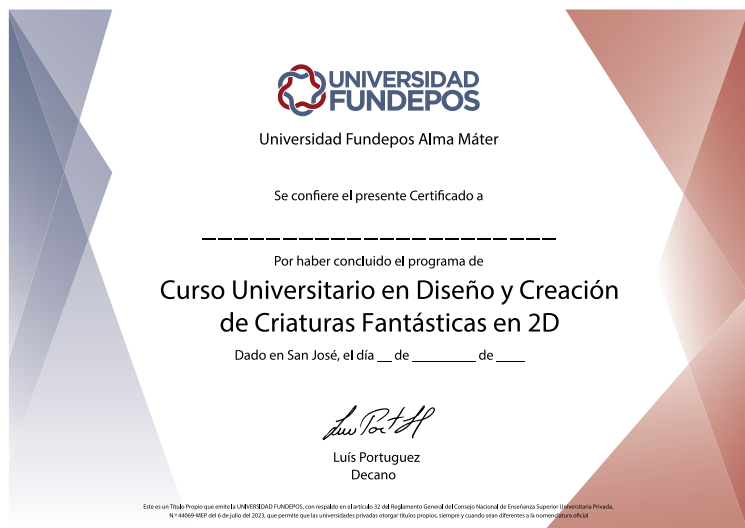 UNIVERSIDAD
FUNDEPOS
Universidad Fundepos Alma Máter
Se confiere el presente Certificado a
Por haber concluido el programa de
Curso Universitario en Diseño y Creación
de Criaturas Fantásticas en 2D
Dado en San José, el día __ de ________ de ____
Luís Portuguez
Decano
Este es un Título Propio que emite la UNIVERSIDAD FUNDEPOS, con respaldo en el artículo 32 del Reglamento General del Consejo Nacional de Enseñanza Superior Universitaria Privada,
N.º 44069-MEP del 6 de julio del 2023, que permite que las universidades privadas otorgar títulos propios, siempre y cuando sean diferentes a la nomenclatura oficial